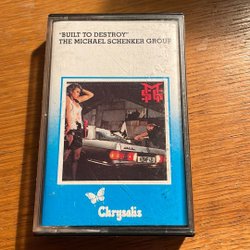 "BUILT TO DESTROY"
THE MICHAEL SCHENKER GROUP
MSG
Chrysalis